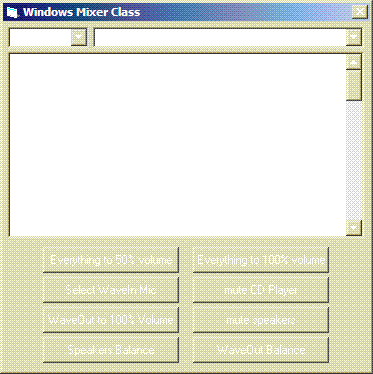 Windows Mixer Class
Everything to 50% volume
Everything to 100% volume
Select WaveIn Mic
mute CD Player
WaveOut to 100% Volume
mute speakers
Speakers Balance
WaveOut Balance